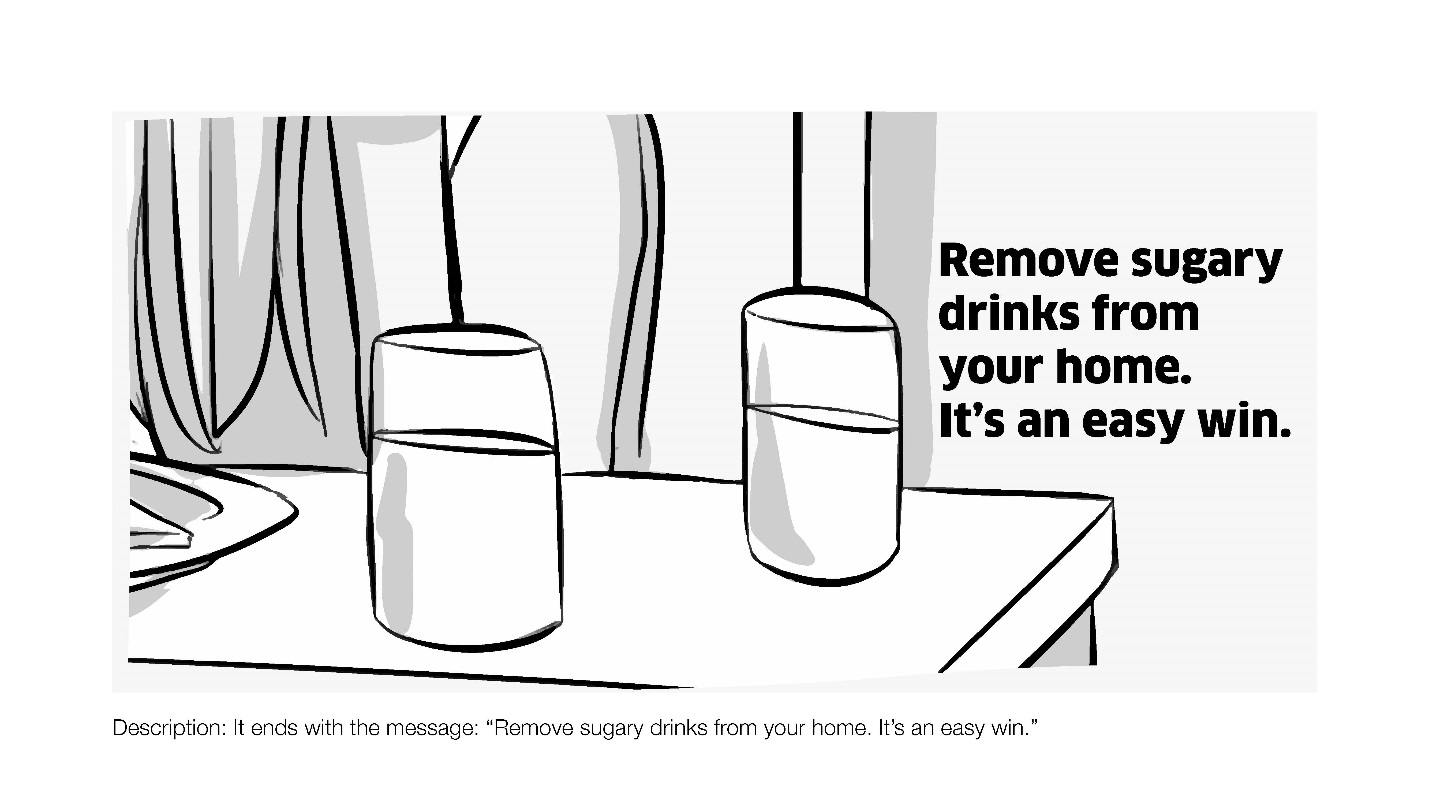 Remove sugary
drinks from
your home.
It’s an easy win.
Description: It ends with the message: “Remove sugary drinks from your home. It’s an easy win.”